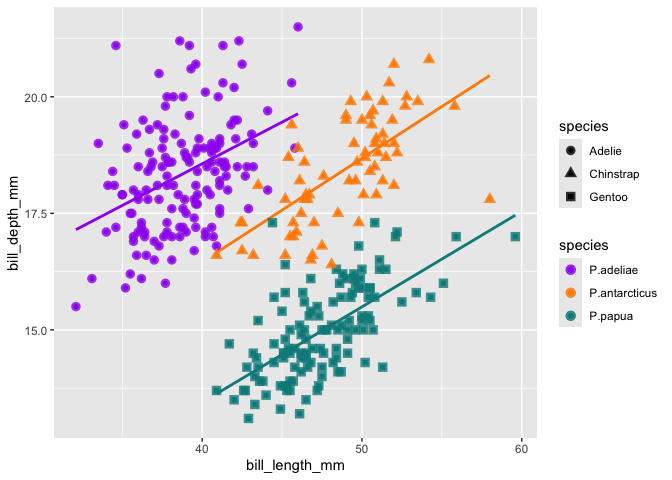 20.0
17.5
15.0
bill_depth_mm
40
50
60
bill_length_mm
species
Adelie
Chinstrap
Gentoo
species
P.adeliae
P.antarcticus
P.papua